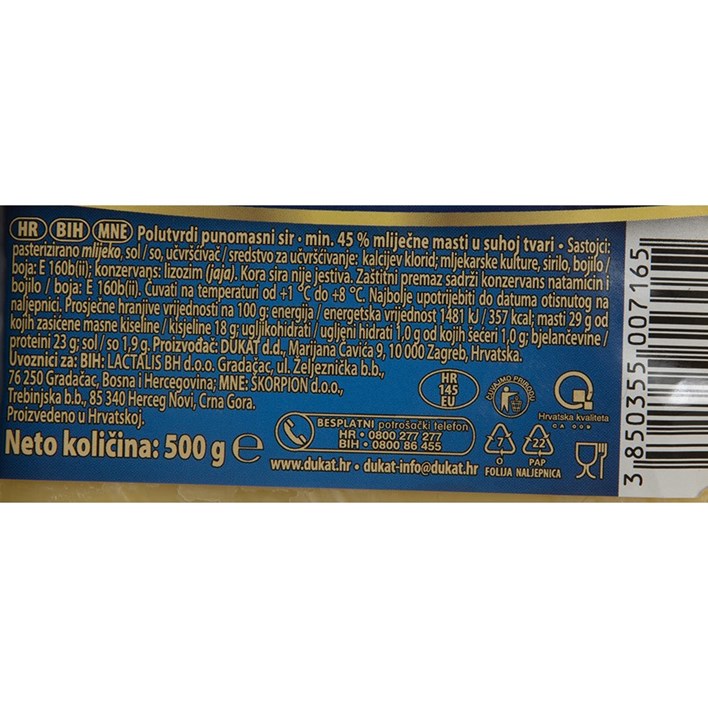 HR BIH MNE Polutvrdi punomasni sir • min. 45 % mliječne masti u suhoj tvari • Sastojci:
pasterizirano mlijeko, sol / so, učvršćivač / sredstvo za učvršćivanje: kalcijev klorid; mljekarske kulture, sirilo, bojilo /
boja: E 160b(ii); konzervans: lizozim (jaja). Kora sira nije jestiva. Zaštitni premaz sadrži konzervans natamicin i
bojilo / boja: E 160b(ii). Čuvati na temperaturi od +1 °C do +8 °C. Najbolje upotrijebiti do datuma otisnutog na
naljepnici. Prosječne hranjive vrijednosti na 100 g: energija / energetska vrijednost 1481 kJ / 357 kcal; masti 29 g od
kojih zasićene masne kiseline / kisjeline 18 g; ugljikohidrati / ugljeni hidrati 1,0 g od kojih šećeri 1,0 g; bjelančevine /
proteini 23 g; sol / so 1,9 g. Proizvođač: DUKAT d.d., Marijana Čavića 9, 10 000 Zagreb, Hrvatska.
Uvoznici za: BIH: LACTALIS BH d.o.o. Gradačac, ul. Željeznička b.b.,
76 250 Gradačac, Bosna i Hercegovina; MNE: ŠKORPION d.o.o.,
Trebinjska b.b., 85 340 Herceg Novi, Crna Gora.
Proizvedeno u Hrvatskoj.
Neto količina: 500 g e
BESPLATNI potrošački telefon
HR • 0800 277 277
BIH • 0800 86 455
www.dukat.hr • dukat-info@dukat.hr
HR
145
EU
ČUVAJMO PRIRODU
Hrvatska kvaliteta
7
O
FOLIJA
22
PAP
NALJEPNICA
3 850355 007165